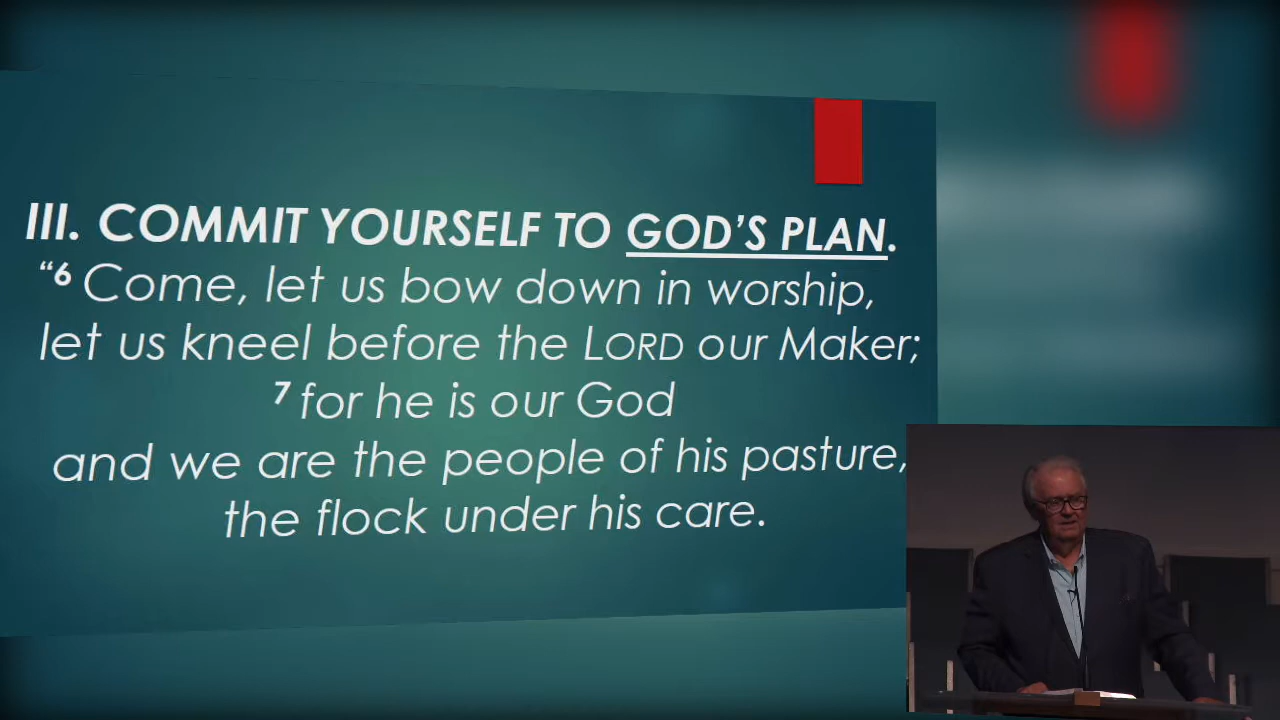 III. COMMIT YOURSELF TO GOD’S PLAN.
“6 Come, let us bow down in worship,
let us kneel before the LORD our Maker;
7 for he is our God
and we are the people of his pasture,
the flock under his care.